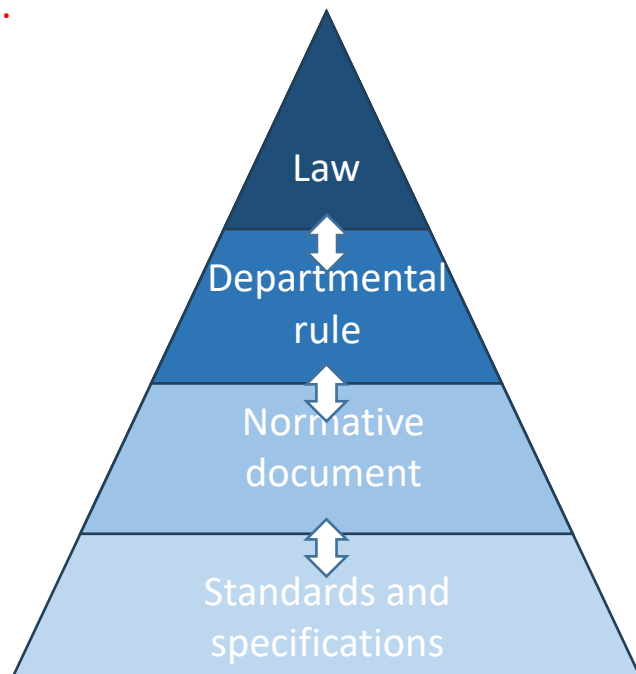 .
Law
Departmental
rule
Normative
document
Standards and
specifications